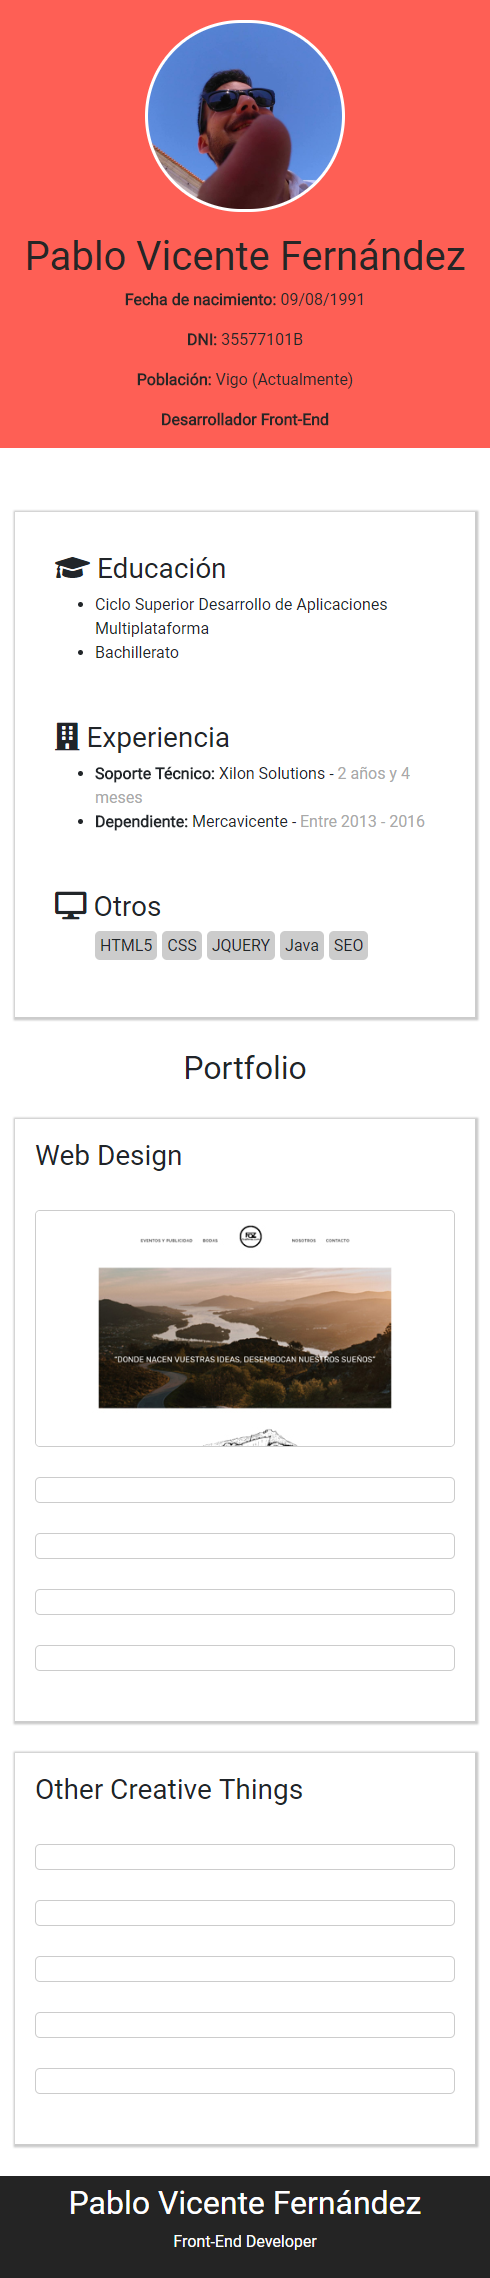 Pablo Vicente Fernández
Fecha de nacimiento: 09/08/1991
DNI: 35577101B
Población: Vigo (Actualmente)
Desarrollador Front-End
Educación
Ciclo Superior Desarrollo de Aplicaciones
Multiplataforma
Bachillerato
Experiencia
Soporte Técnico: Xilon Solutions - 2 años y 4
meses
Dependiente: Mercavicente - Entre 2013 - 2016
Otros
HTML5 CSS JQUERY Java SEO
Portfolio
Web Design
EVENTOS Y PUBLICIDAD BODAS NOSOTROS CONTACTO
"DONDE NACEN VUESTRAS IDEAS, DESEMBOCAN NUESTROS SUEÑOS"
Other Creative Things
Pablo Vicente Fernández
Front-End Developer